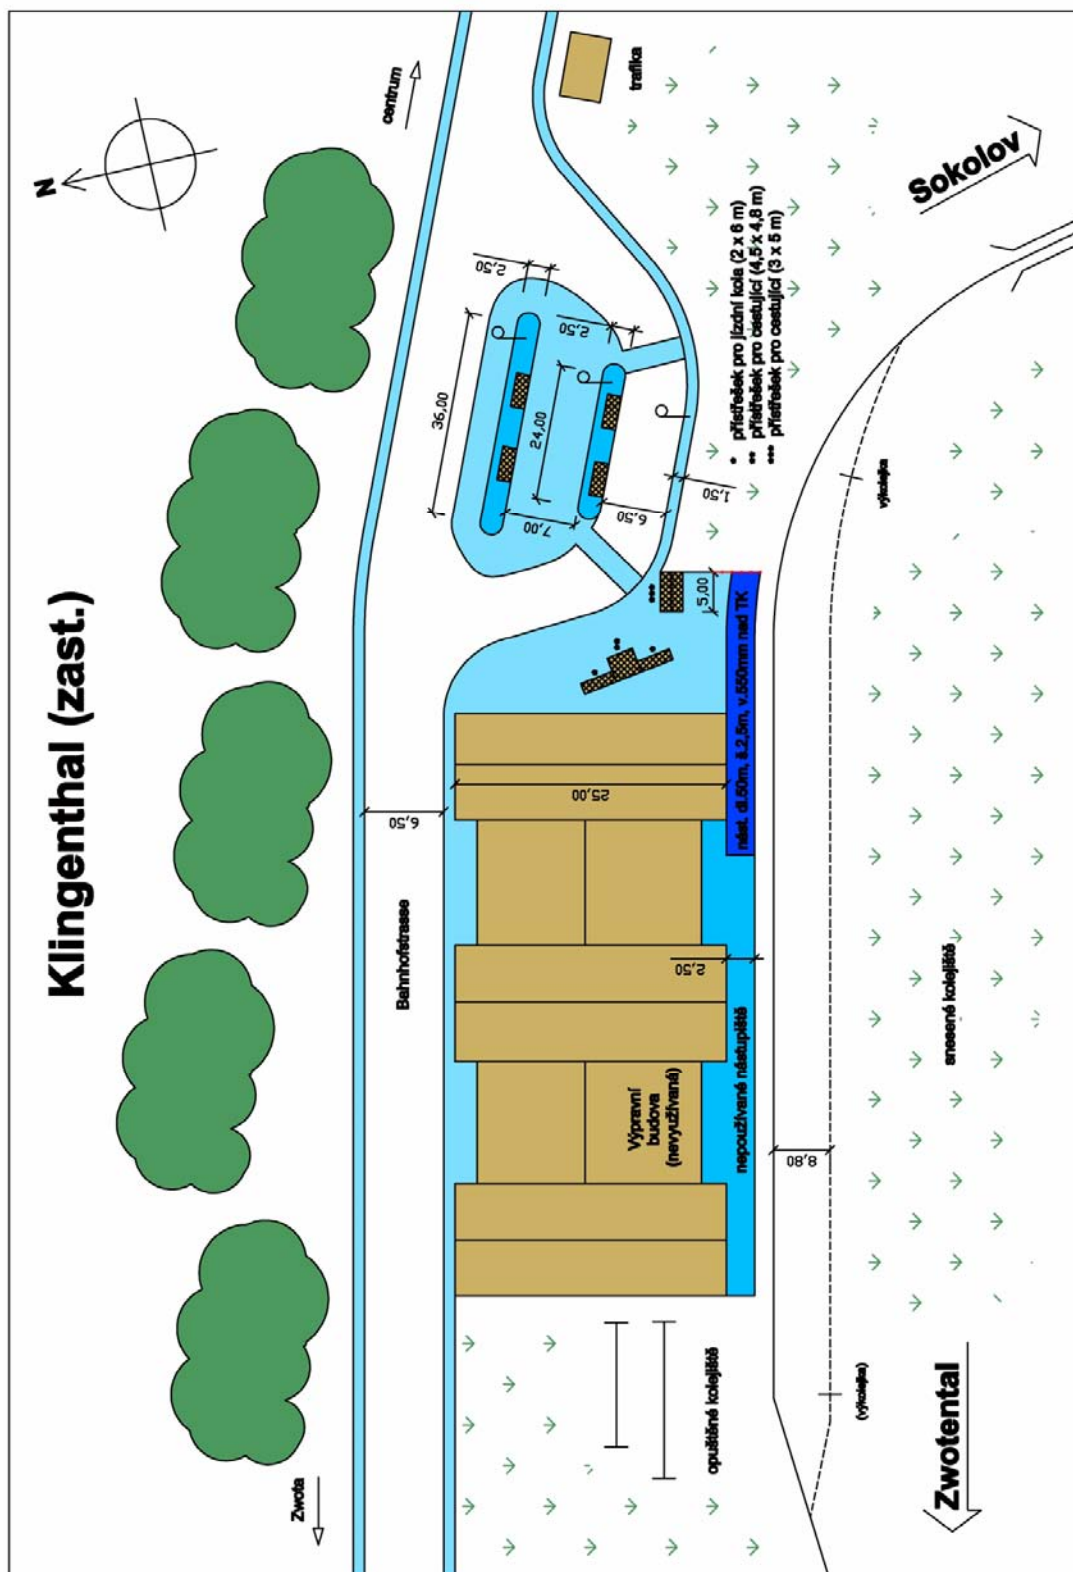 Klingenthal (zast.)
N
centrum
trafika
Sokolov
* přístřešek pro jízdní kola (2 x 6 m)
** přístřešek pro cestující (4,5 x 4,8 m)
*** přístřešek pro cestující (3 x 5 m)
2,50
36,00
2,50
24,00
7,00
6,50
1,50
výkolejka
***
5,00
**
*
*
nást. dl.50m, š.2,5m, v.550mm nad TK
6,50
25,00
Bahnhofstrasse
2,50
snesené kolejiště
Výpravní
budova
(nevyužívaná)
nepoužívané nástupiště
8,80
opuštěné kolejiště
(výkolejka)
Zwota
Zwotental